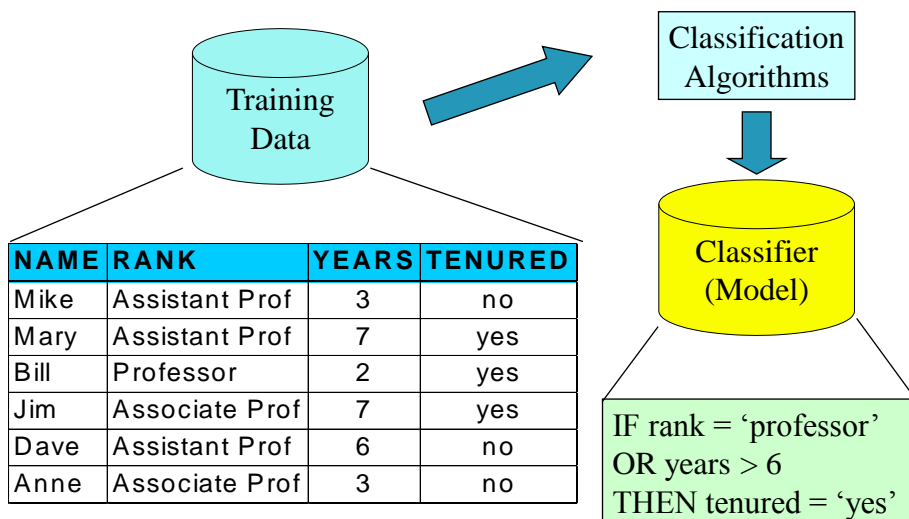 Classification
Algorithms
Training
Data
NAME RANK YEARS TENURED
Mike Assistant Prof 3 no
Mary Assistant Prof 7 yes
Bill Professor 2 yes
Jim Associate Prof 7 yes
Dave Assistant Prof 6 no
Anne Associate Prof 3 no
Classifier
(Model)
IF rank = ‘professor’
OR years > 6
THEN tenured = ‘yes’